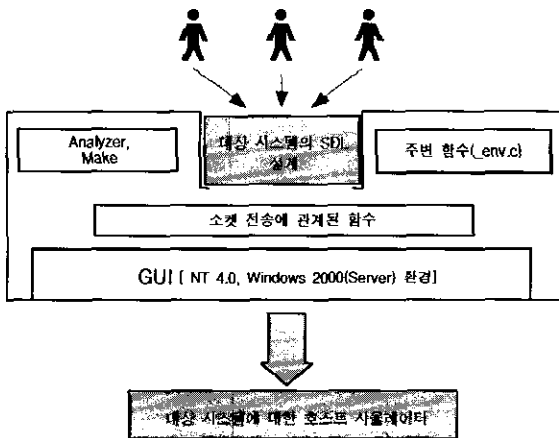 Analyzer,
Make
대상 시스템의 SDL
설계
주변 함수(_env.c)
소켓 전송에 관계된 함수
GUI [ NT 4.0, Windows 2000(Server) 환경]
대상 시스템에 대한 호스트 시뮬레이터